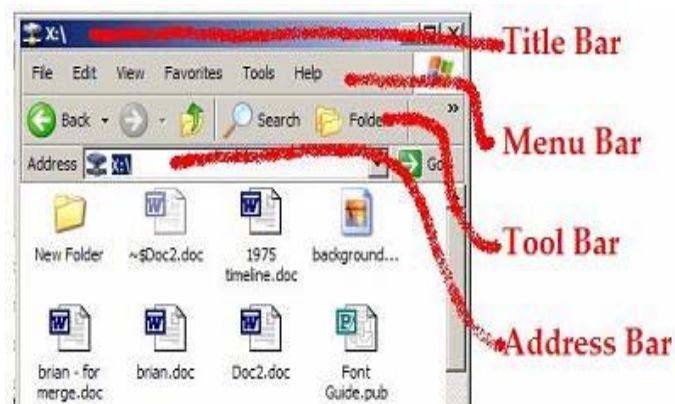 X:\
Title Bar
File Edit View Favorites Tools Help
Menu Bar
Back Search Folde
»
Address X:\ Go
Tool Bar
New Folder ~$Doc2.doc 1975 background...
timeline.doc
Address Bar
brian - for brian.doc Doc2.doc Font
merge.doc Guide.pub